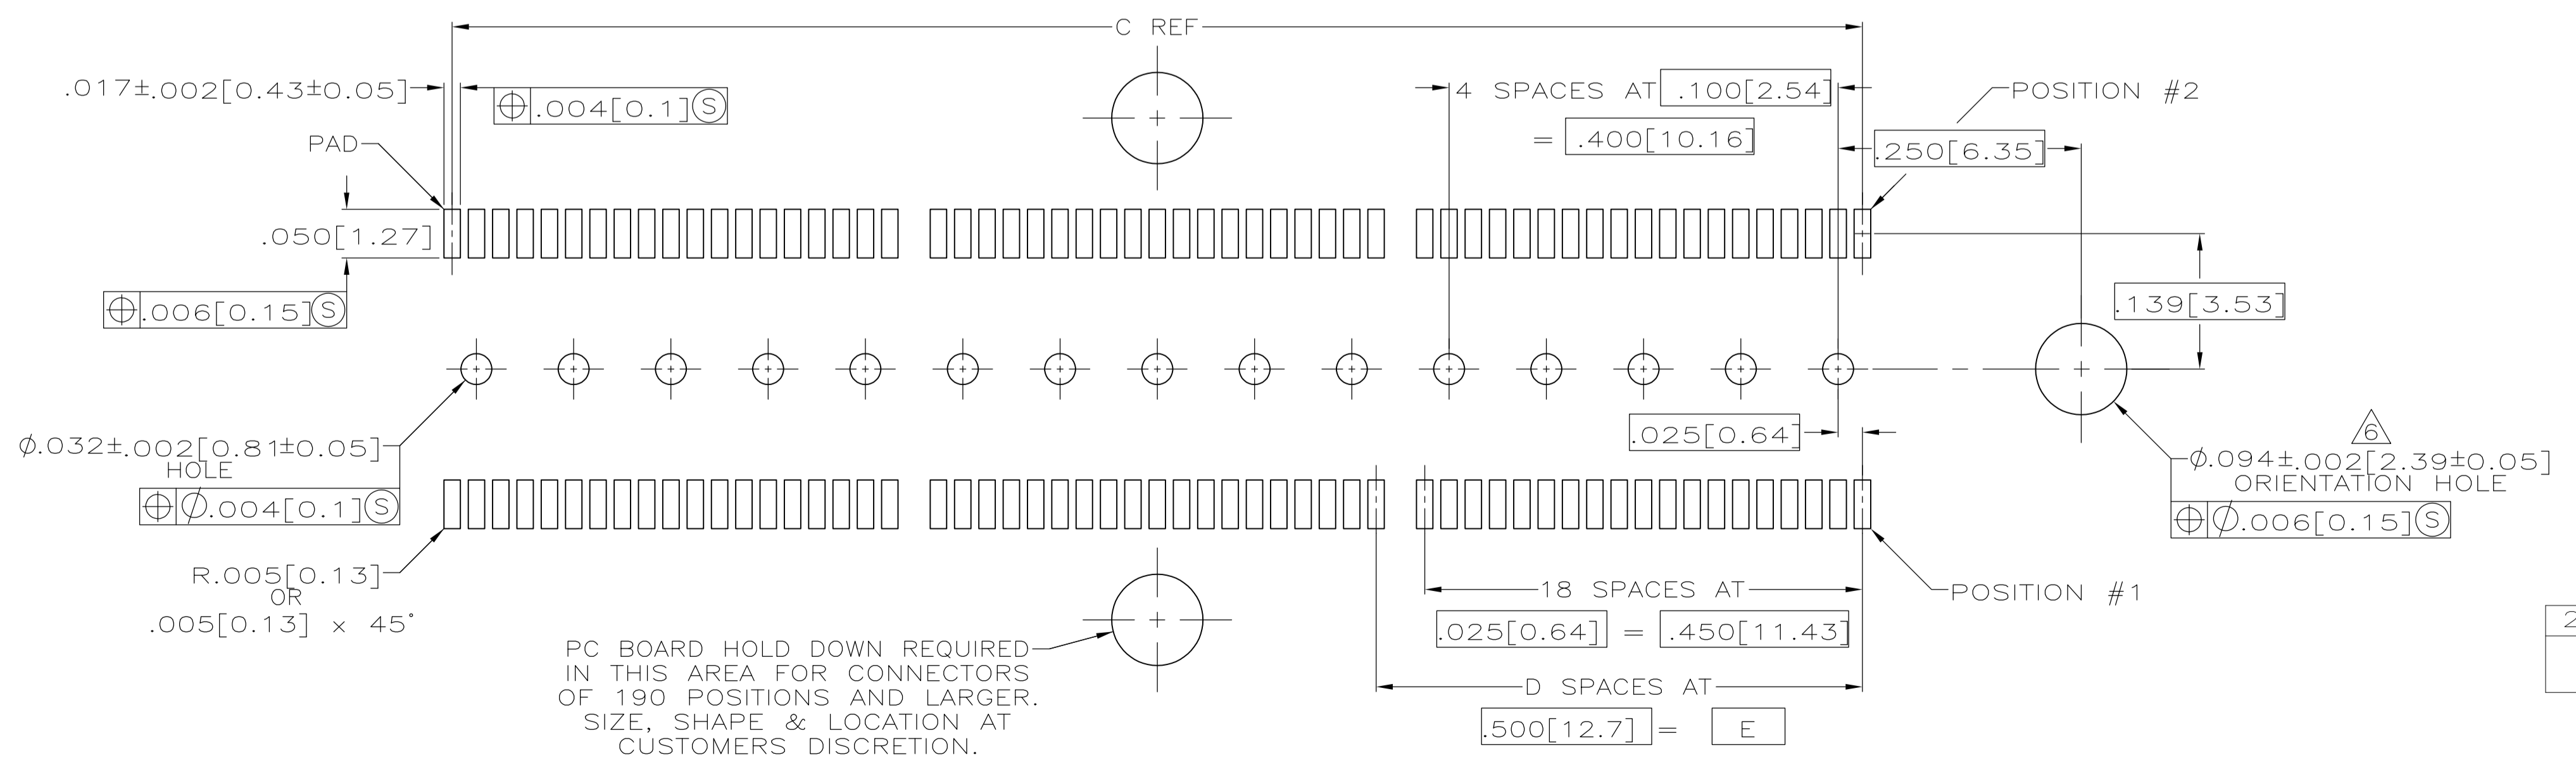 C REF
.017±.002[0.43±0.05]
⌖ .004[0.1]Ⓢ
4 SPACES AT .100[2.54]
= .400[10.16]
POSITION #2
PAD
.250[6.35]
.050[1.27]
⌖ .006[0.15]Ⓢ
.139[3.53]
.025[0.64]
6
⌀.032±.002[0.81±0.05]
HOLE
⌖ ⌀.004[0.1]Ⓢ
⌀.094±.002[2.39±0.05]
ORIENTATION HOLE
⌖ ⌀.006[0.15]Ⓢ
R.005[0.13]
OR
.005[0.13] x 45°
18 SPACES AT
.025[0.64] = .450[11.43]
POSITION #1
2
PC BOARD HOLD DOWN REQUIRED
IN THIS AREA FOR CONNECTORS
OF 190 POSITIONS AND LARGER.
SIZE, SHAPE & LOCATION AT
CUSTOMERS DISCRETION.
D SPACES AT
.500[12.7] = E